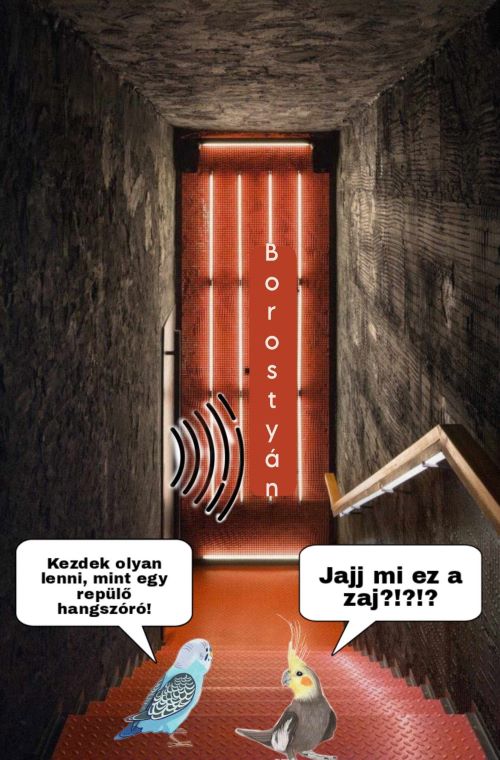 Borostyán
Kezdek olyan
lenni, mint egy
repülő
hangszóró!
Jajj mi ez a
zaj?!?!?